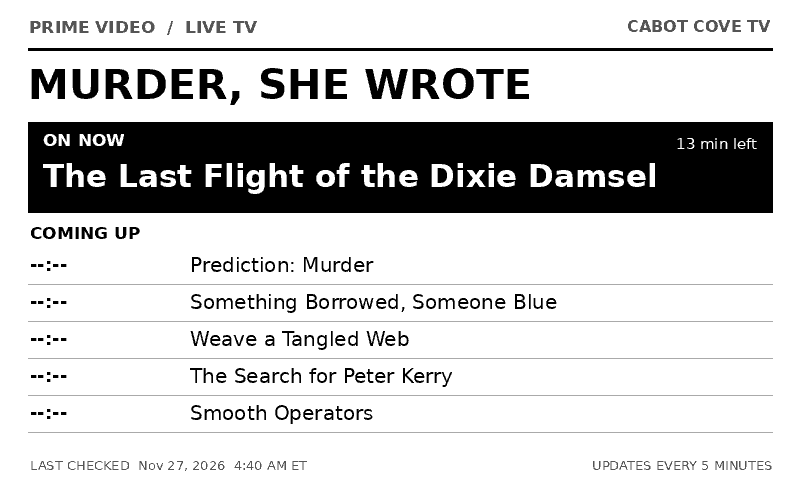 PRIME VIDEO / LIVE TV
CABOT COVE TV
MURDER, SHE WROTE
ON NOW
13 min left
The Last Flight of the Dixie Damsel
COMING UP
--:-- Prediction: Murder
--:-- Something Borrowed, Someone Blue
--:-- Weave a Tangled Web
--:-- The Search for Peter Kerry
--:-- Smooth Operators
LAST CHECKED Nov 27, 2026 4:40 AM ET
UPDATES EVERY 5 MINUTES